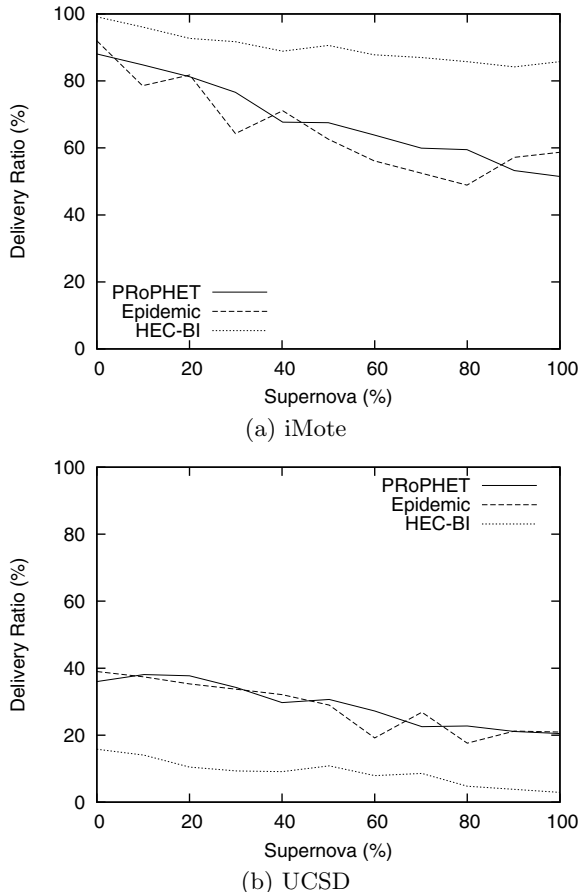 100
80
60
40
20
0
Delivery Ratio (%)
PRoPHET
Epidemic
HEC-BI
0 20 40 60 80 100
Supernova (%)
(a) iMote
100
80
60
40
20
0
Delivery Ratio (%)
PRoPHET
Epidemic
HEC-BI
0 20 40 60 80 100
Supernova (%)
(b) UCSD